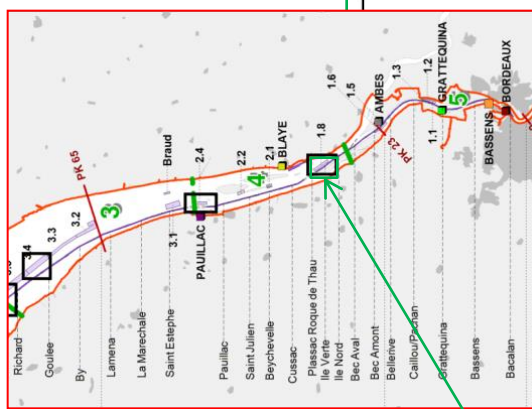 3.4
3.3
3.2
PK 65
3
Braud
3.1
2.4
PAUILLAC
2.2
4
2.1
BLAYE
1.8
1.6
1.5
AMBES
PK 23
1.3
1.2
GRATTEQUINA
1.1
5
BASSENS
BORDEAUX
Richard
Goulee
By
Lamena
La Marechale
Saint Estephe
Pauillac
Saint Julien
Beychevelle
Cussac
Plassac Roque de Thau
Ile Verte
Ile Nord
Bec Aval
Bec Amont
Bellerive
Caillou/Pachan
Grattequina
Bassens
Bacalan